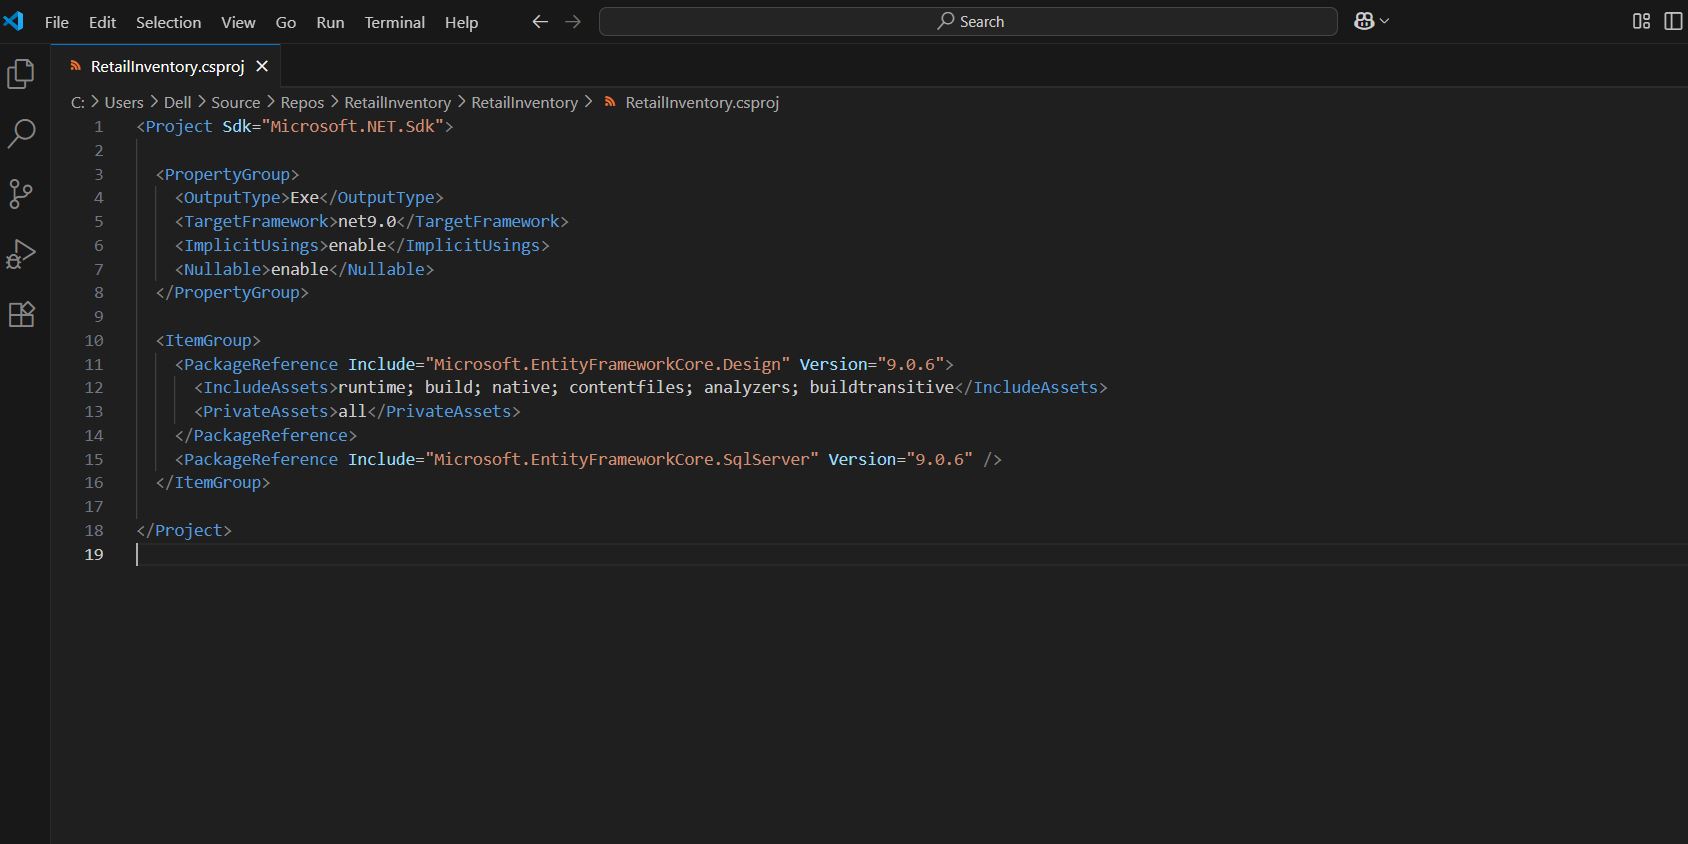 File Edit Selection View Go Run Terminal Help Search
RetailInventory.csproj
C: > Users > Dell > Source > Repos > RetailInventory > RetailInventory > RetailInventory.csproj
1 <Project Sdk="Microsoft.NET.Sdk">
2
3 <PropertyGroup>
4 <OutputType>Exe</OutputType>
5 <TargetFramework>net9.0</TargetFramework>
6 <ImplicitUsings>enable</ImplicitUsings>
7 <Nullable>enable</Nullable>
8 </PropertyGroup>
9
10 <ItemGroup>
11 <PackageReference Include="Microsoft.EntityFrameworkCore.Design" Version="9.0.6">
12 <IncludeAssets>runtime; build; native; contentfiles; analyzers; buildtransitive</IncludeAssets>
13 <PrivateAssets>all</PrivateAssets>
14 </PackageReference>
15 <PackageReference Include="Microsoft.EntityFrameworkCore.SqlServer" Version="9.0.6" />
16 </ItemGroup>
17
18 </Project>
19